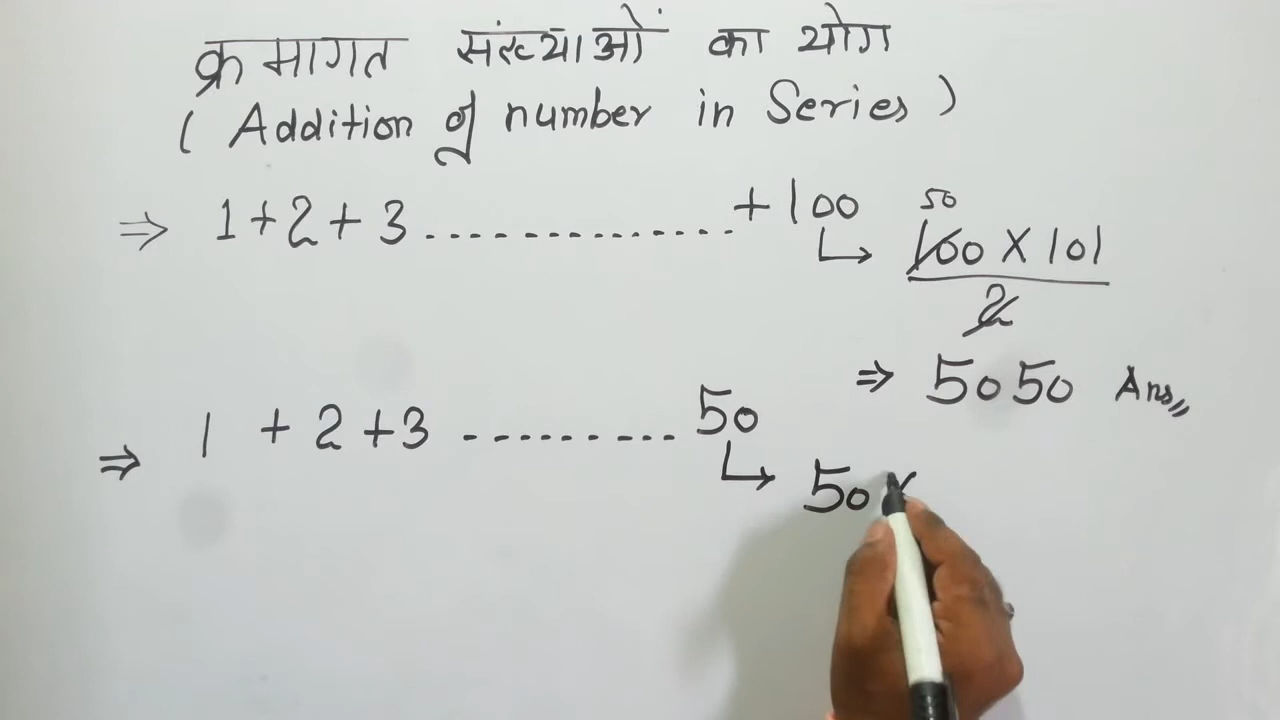 क्रमागत संख्याओं का योग
( Addition of number in Series )
⇒ 1+2+3..............+100
50
100 X 101
2
⇒ 5050 Ans,,
⇒ 1 + 2 +3 .......... 50
50 X